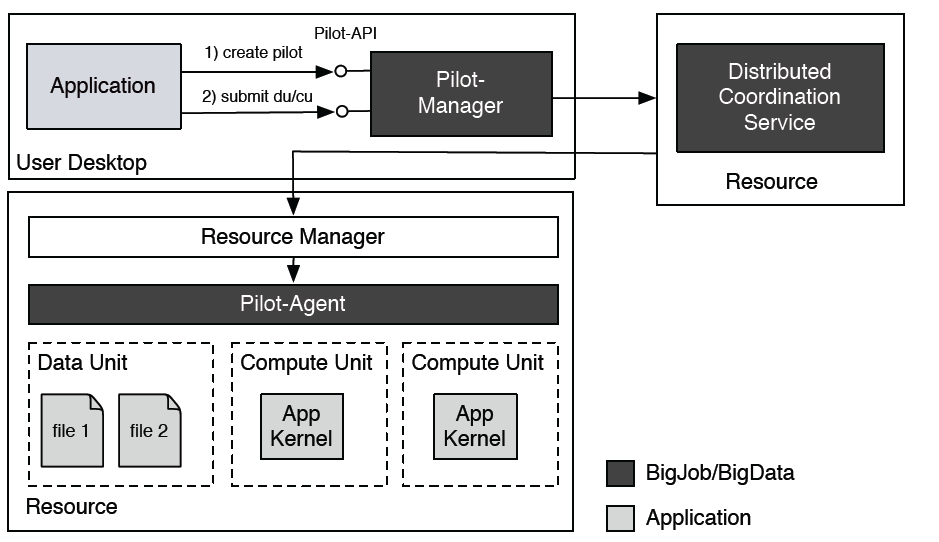 Pilot-API
1) create pilot
Application
2) submit du/cu
Pilot-
Manager
Distributed
Coordination
Service
User Desktop
Resource
Resource Manager
Pilot-Agent
Data Unit
file 1
file 2
Compute Unit
App
Kernel
Compute Unit
App
Kernel
Resource
BigJob/BigData
Application